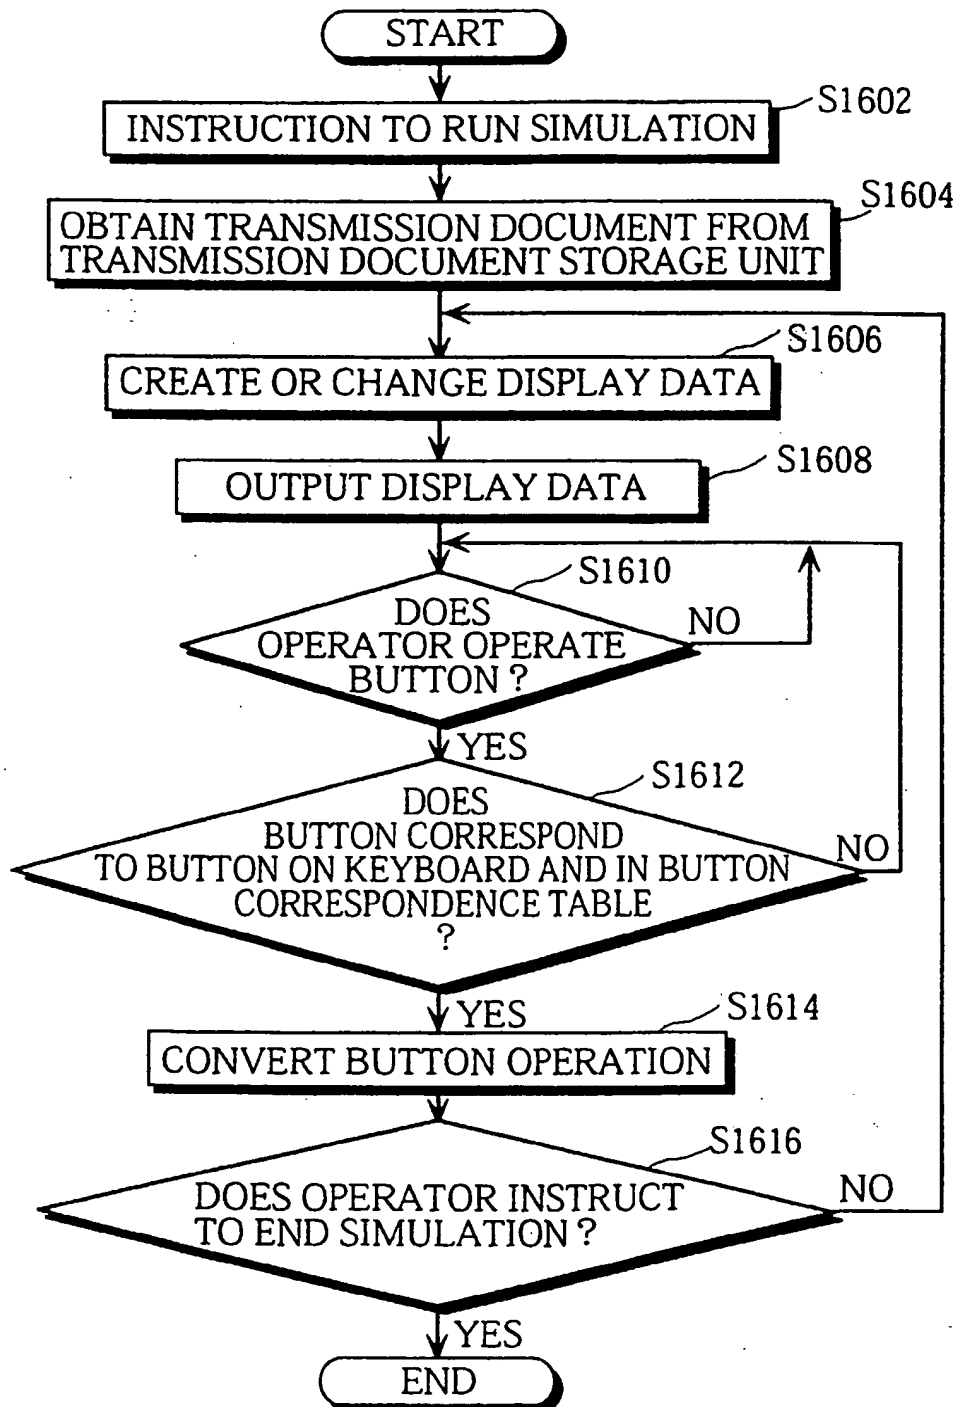 START
S1602
INSTRUCTION TO RUN SIMULATION
S1604
OBTAIN TRANSMISSION DOCUMENT FROM
TRANSMISSION DOCUMENT STORAGE UNIT
S1606
CREATE OR CHANGE DISPLAY DATA
S1608
OUTPUT DISPLAY DATA
S1610
DOES
OPERATOR OPERATE
BUTTON ?
NO
YES
S1612
DOES
BUTTON CORRESPOND
TO BUTTON ON KEYBOARD AND IN BUTTON
CORRESPONDENCE TABLE
?
NO
YES
S1614
CONVERT BUTTON OPERATION
S1616
DOES OPERATOR INSTRUCT
TO END SIMULATION ?
NO
YES
END